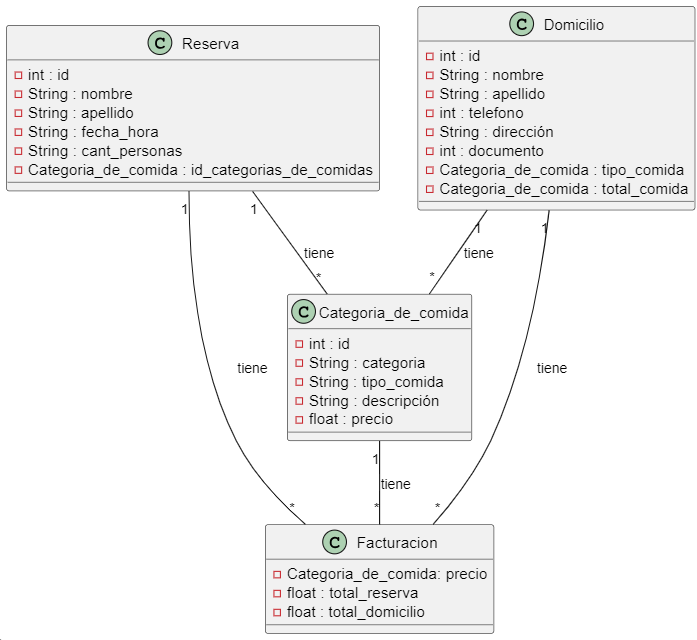 C Reserva
int : id
String : nombre
String : apellido
String : fecha_hora
String : cant_personas
Categoria_de_comida : id_categorias_de_comidas
C Domicilio
int : id
String : nombre
String : apellido
int : telefono
String : dirección
int : documento
Categoria_de_comida : tipo_comida
Categoria_de_comida : total_comida
1
1
1
1
tiene
tiene
*
*
C Categoria_de_comida
int : id
String : categoria
String : tipo_comida
String : descripción
float : precio
tiene
tiene
1
tiene
*
*
*
C Facturacion
Categoria_de_comida: precio
float : total_reserva
float : total_domicilio